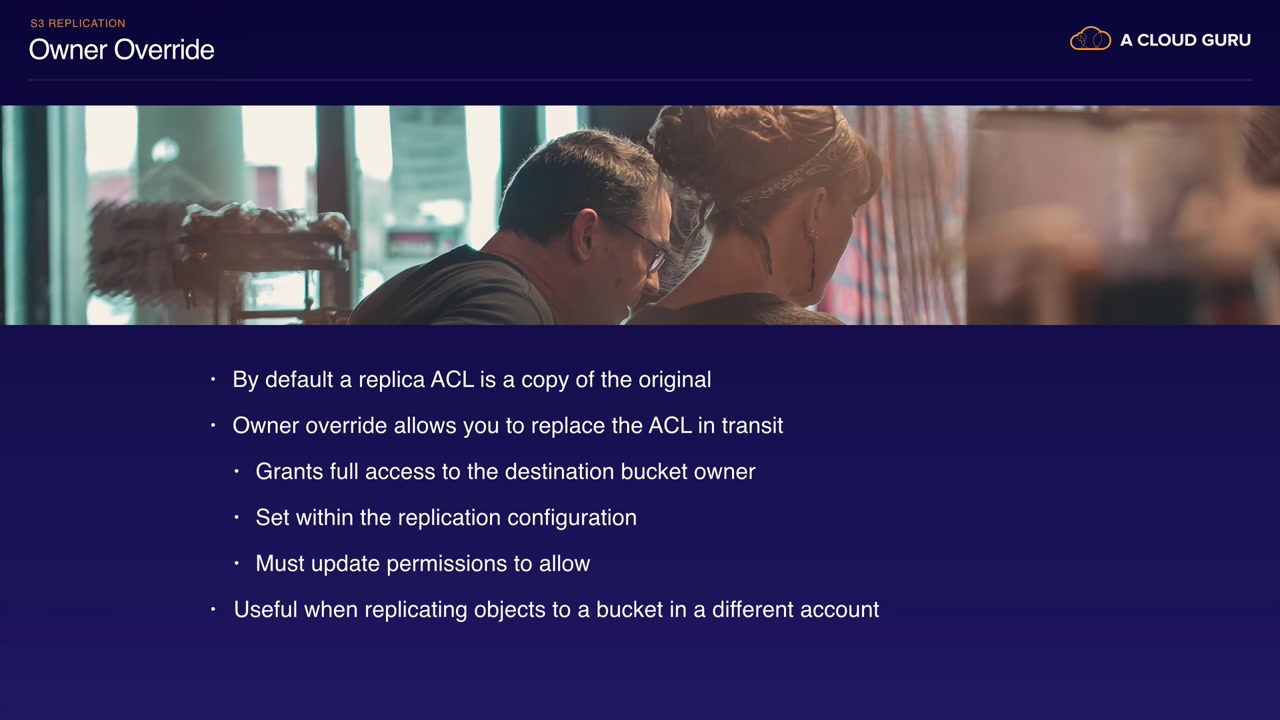 S3 REPLICATION
Owner Override
A CLOUD GURU
· By default a replica ACL is a copy of the original
· Owner override allows you to replace the ACL in transit
· Grants full access to the destination bucket owner
· Set within the replication configuration
· Must update permissions to allow
· Useful when replicating objects to a bucket in a different account